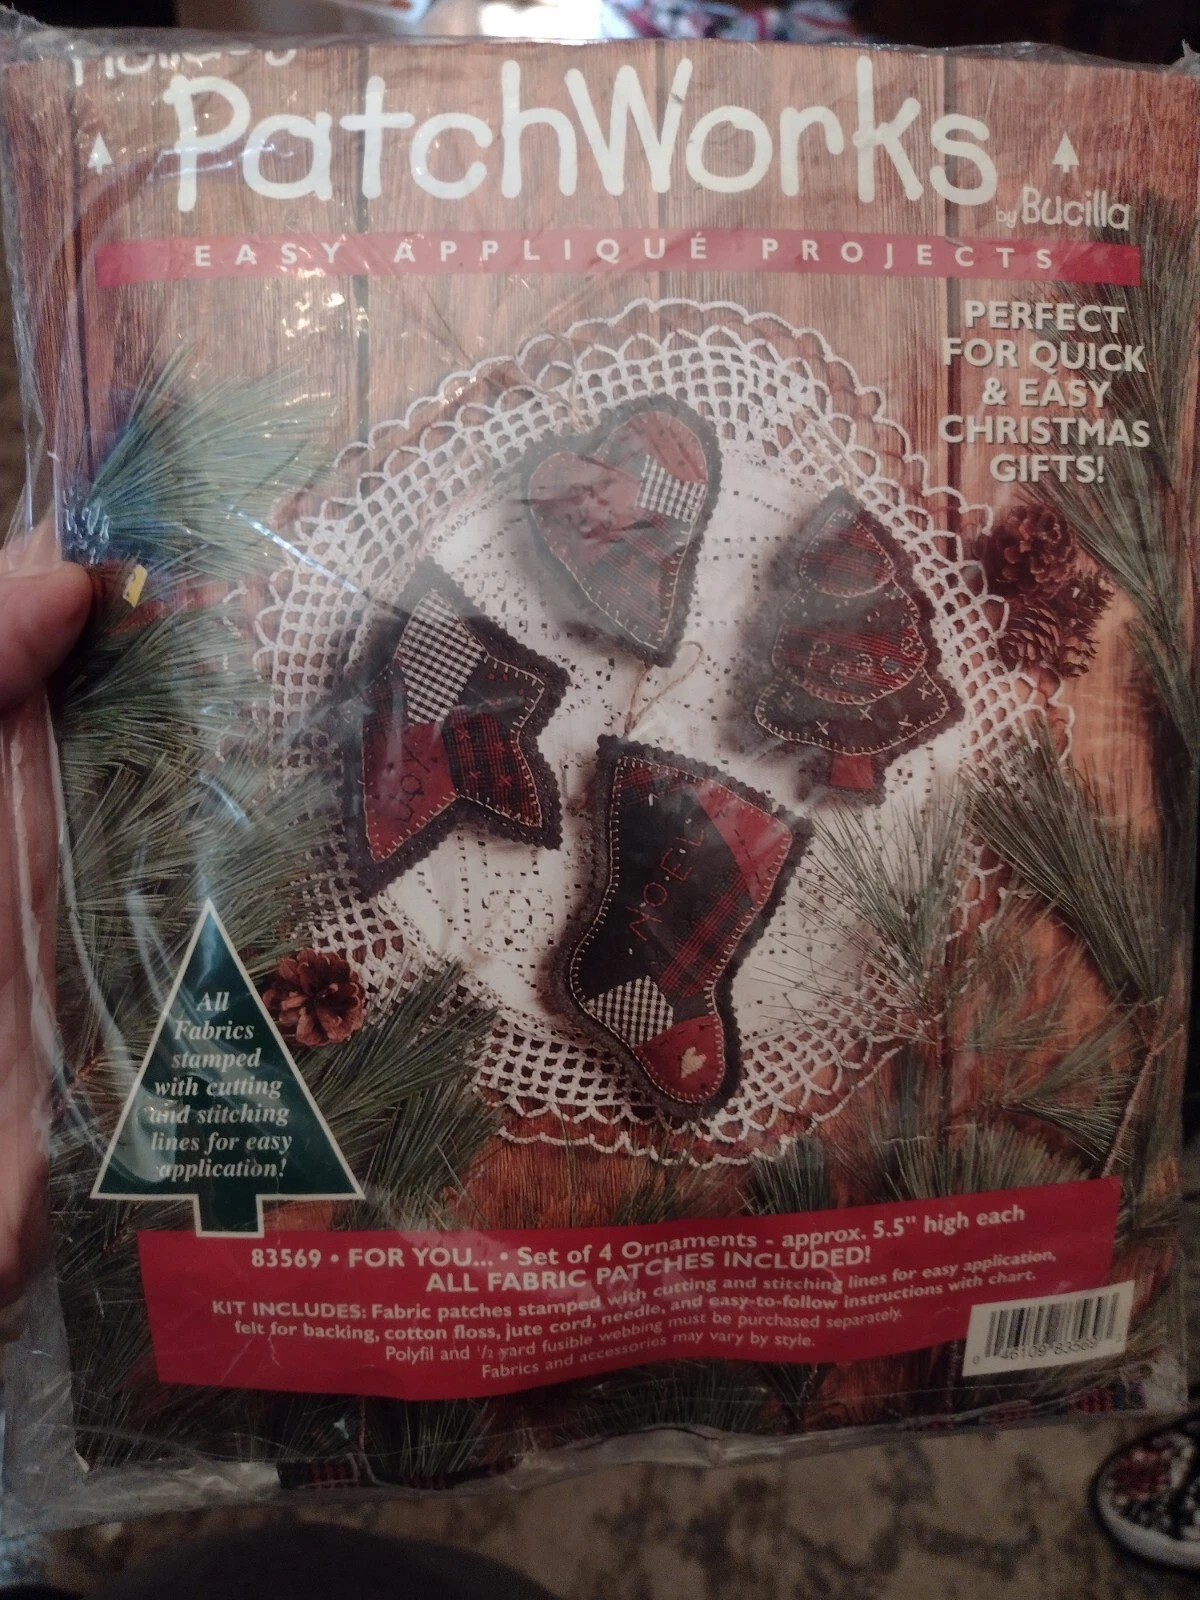 Holiday
PatchWorks
by Bucilla
EASY APPLIQUÉ PROJECTS
PERFECT
FOR QUICK
& EASY
CHRISTMAS
GIFTS!
JOY
NOEL
All
Fabrics
stamped
with cutting
and stitching
lines for easy
application!
83569 • FOR YOU... • Set of 4 Ornaments - approx. 5.5" high each
ALL FABRIC PATCHES INCLUDED!
KIT INCLUDES: Fabric patches stamped with cutting and stitching lines for easy application,
felt for backing, cotton floss, jute cord, needle, and easy-to-follow instructions with chart.
Polyfil and 1/2 yard fusible webbing must be purchased separately.
Fabrics and accessories may vary by style.
0 46109 83569